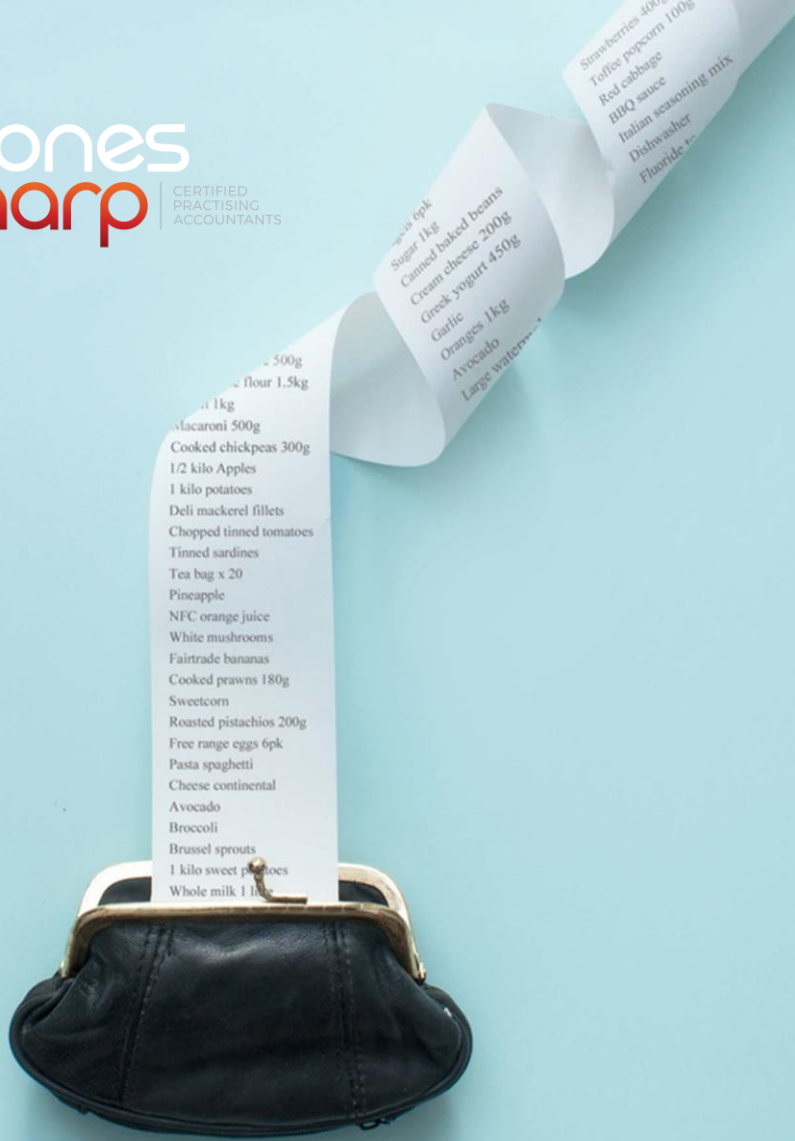 Strawberries
Toffee popcorn 100g
Red cabbage
BBQ sauce
Italian seasoning mix
Dishwasher
Fluoride
ones
harp
CERTIFIED
PRACTISING
ACCOUNTANTS
6pk
Sugar 1kg
Canned baked beans
Cream cheese 200g
Greek yogurt 450g
Garlic
Oranges 1kg
Avocado
Large
500g
flour 1.5kg
1kg
Macaroni 500g
Cooked chickpeas 300g
1/2 kilo Apples
1 kilo potatoes
Deli mackerel fillets
Chopped tinned tomatoes
Tinned sardines
Tea bag x 20
Pineapple
NFC orange juice
White mushrooms
Fairtrade bananas
Cooked prawns 180g
Sweetcorn
Roasted pistachios 200g
Free range eggs 6pk
Pasta spaghetti
Cheese continental
Avocado
Broccoli
Brussel sprouts
1 kilo sweet
Whole milk 1